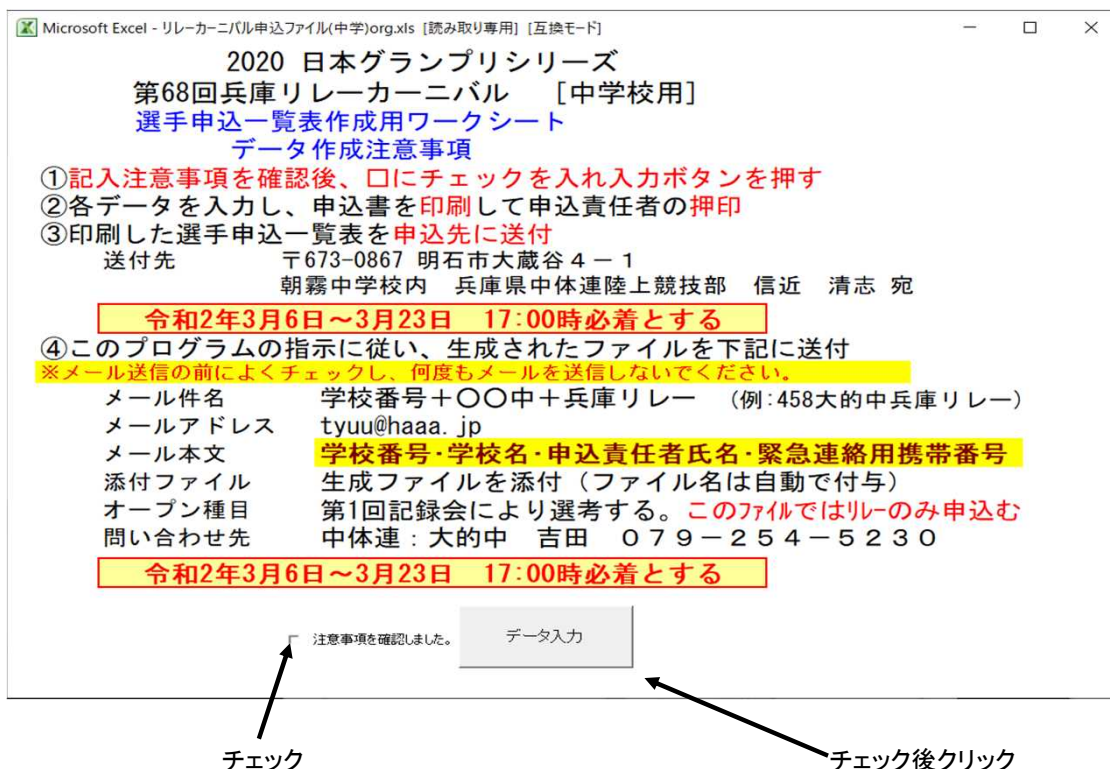 Microsoft Excel - リレーカーニバル申込ファイル(中学)org.xls [読み取り専用] [互換モード]
2020 日本グランプリシリーズ
第68回兵庫リレーカーニバル [中学校用]
選手申込一覧表作成用ワークシート
データ作成注意事項
①記入注意事項を確認後、口にチェックを入れ入力ボタンを押す
②各データを入力し、申込書を印刷して申込責任者の押印
③印刷した選手申込一覧表を申込先に送付
送付先 〒673-0867 明石市大蔵谷4-1
朝霧中学校内 兵庫県中体連陸上競技部 信近 清志 宛
令和2年3月6日～3月23日 17:00時必着とする
④このプログラムの指示に従い、生成されたファイルを下記に送付
※メール送信の前によくチェックし、何度もメールを送信しないでください。
メール件名 学校番号＋〇〇中＋兵庫リレー (例:458大的中兵庫リレー)
メールアドレス tyuu@haaa.jp
メール本文 学校番号・学校名・申込責任者氏名・緊急連絡用携帯番号
添付ファイル 生成ファイルを添付（ファイル名は自動で付与）
オープン種目 第1回記録会により選考する。このファイルではリレーのみ申込む
問い合わせ先 中体連：大的中 吉田 079－254－5230
令和2年3月6日～3月23日 17:00時必着とする
注意事項を確認しました。 データ入力
チェック チェック後クリック